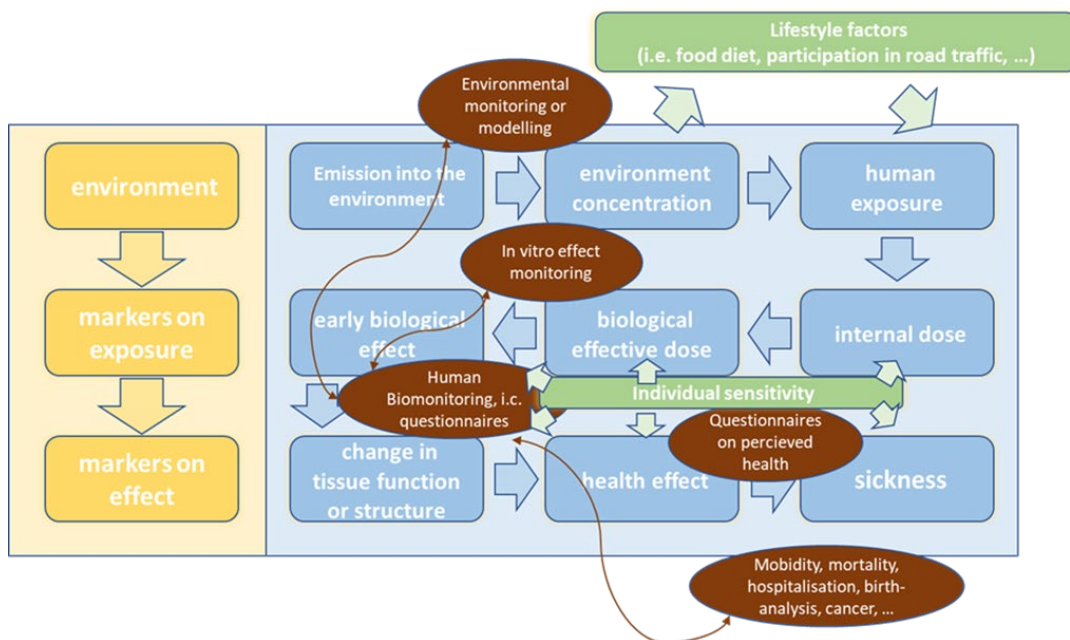 Lifestyle factors
(i.e. food diet, participation in road traffic, ...)
Environmental
monitoring or
modelling
environment
Emission into the
environment
environment
concentration
human
exposure
In vitro effect
monitoring
markers on
exposure
early biological
effect
biological
effective dose
internal dose
Human
Biomonitoring, i.c.
questionnaires
Individual sensitivity
Questionnaires
on percieved
health
markers on
effect
change in
tissue function
or structure
health effect
sickness
Mobidity, mortality,
hospitalisation, birth-
analysis, cancer, ...